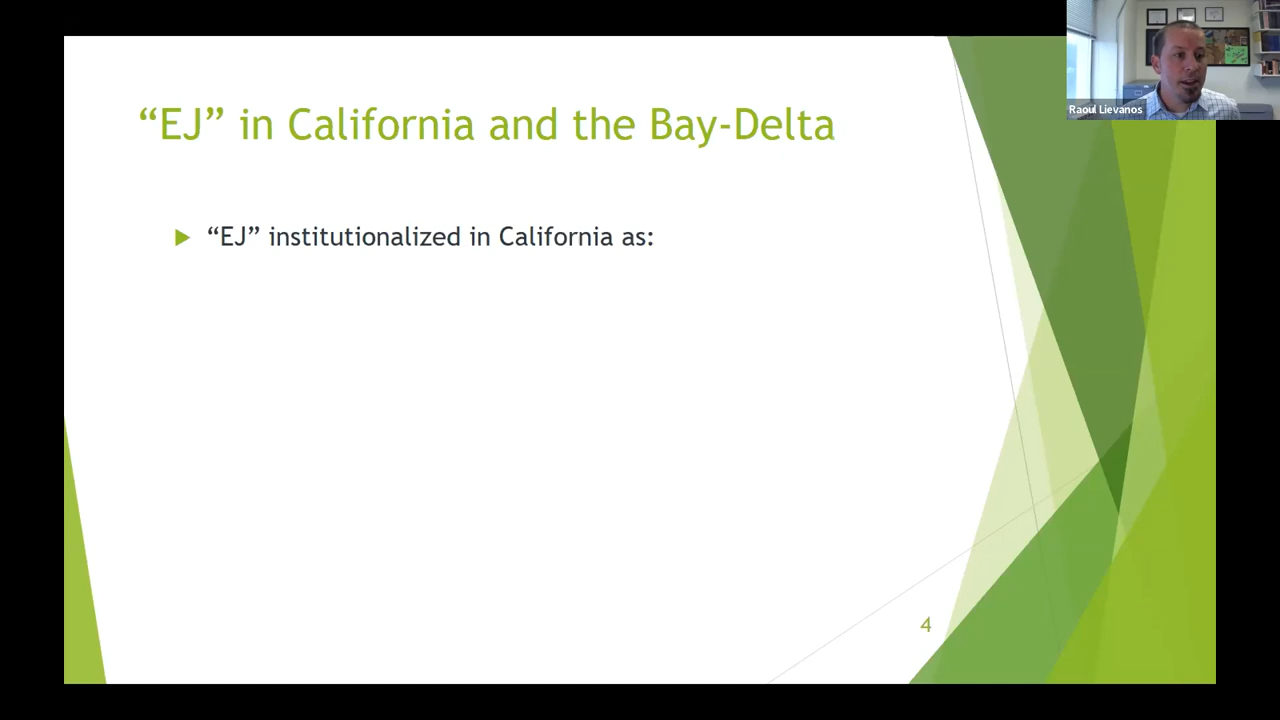 Raoul Lievanos
“EJ” in California and the Bay-Delta
“EJ” institutionalized in California as:
4